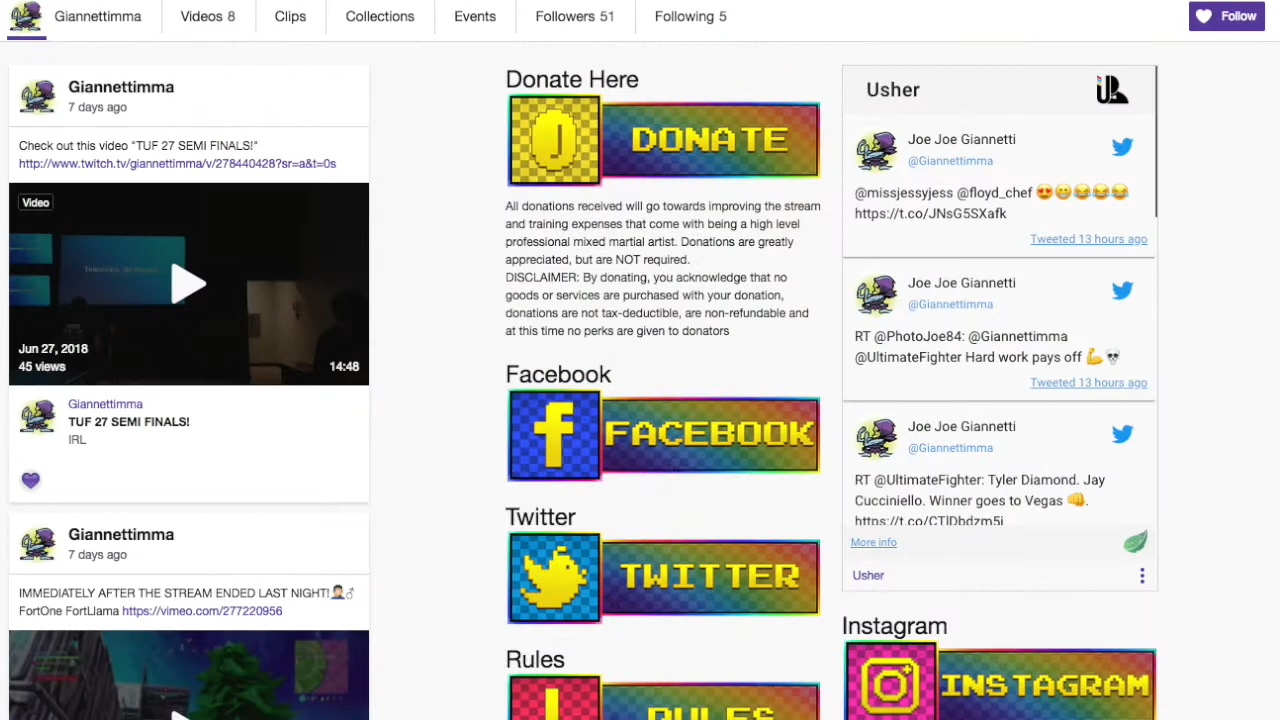 Giannettimma
Videos 8
Clips
Collections
Events
Followers 51
Following 5
Follow
Giannettimma
7 days ago
Check out this video "TUF 27 SEMI FINALS!"
http://www.twitch.tv/giannettimma/v/278440428?sr=a&t=0s
Video
Jun 27, 2018
45 views
14:48
Giannettimma
TUF 27 SEMI FINALS!
IRL
Giannettimma
7 days ago
IMMEDIATELY AFTER THE STREAM ENDED LAST NIGHT!🤦🏻‍♂️
FortOne FortLlama https://vimeo.com/277220956
Donate Here
DONATE
All donations received will go towards improving the stream
and training expenses that come with being a high level
professional mixed martial artist. Donations are greatly
appreciated, but are NOT required.
DISCLAIMER: By donating, you acknowledge that no
goods or services are purchased with your donation,
donations are not tax-deductible, are non-refundable and
at this time no perks are given to donators
Facebook
FACEBOOK
Twitter
TWITTER
Rules
RULES
Usher
Joe Joe Giannetti
@Giannettimma
@missjessyjess @floyd_chef 😍😁😂😂😂
https://t.co/JNsG5SXafk
Tweeted 13 hours ago
Joe Joe Giannetti
@Giannettimma
RT @PhotoJoe84: @Giannettimma
@UltimateFighter Hard work pays off 💪💀
Tweeted 13 hours ago
Joe Joe Giannetti
@Giannettimma
RT @UltimateFighter: Tyler Diamond. Jay
Cucciniello. Winner goes to Vegas 👊.
https://t.co/CTlDbdzm5i
More info
Usher
Instagram
INSTAGRAM